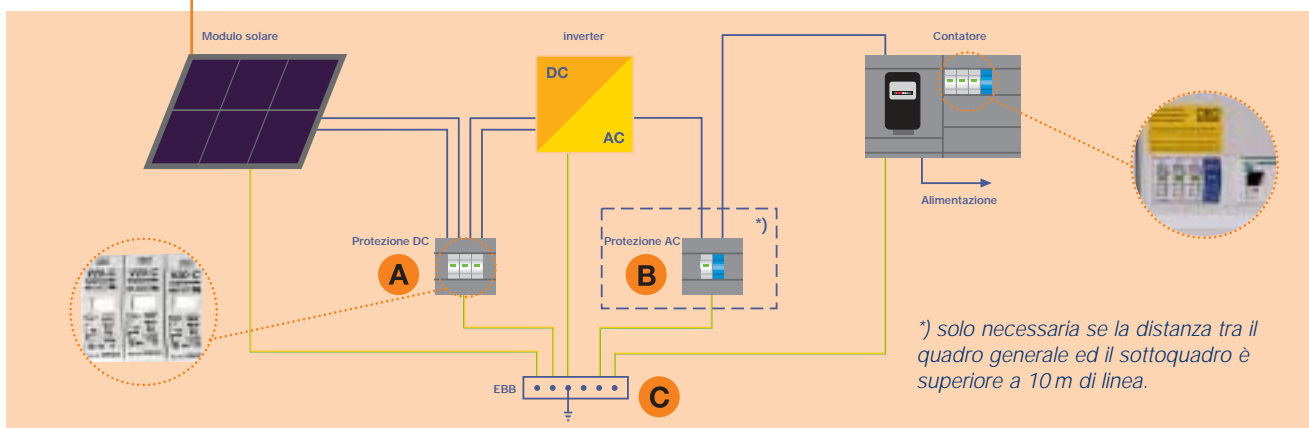 Modulo solare
inverter
Contatore
DC
AC
Alimentazione
*)
Protezione DC
Protezione AC
A
B
*) solo necessaria se la distanza tra il
quadro generale ed il sottoquadro è
superiore a 10 m di linea.
EBB
C